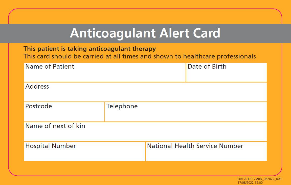 Anticoagulant Alert Card
This patient is taking anticoagulant therapy
This card should be carried at all times and shown to healthcare professionals
Name of Patient Date of Birth
Address
Postcode Telephone
Name of next of kin
Hospital Number National Health Service Number